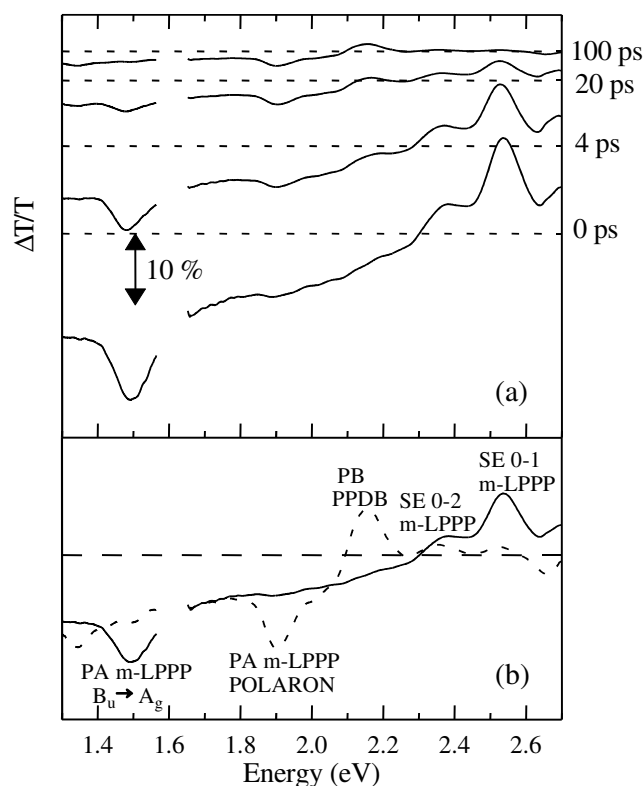 100 ps
20 ps
4 ps
0 ps
ΔT/T
10 %
(a)
PB
PPDB
SE 0-2
m-LPPP
SE 0-1
m-LPPP
PA m-LPPP
Bu → Ag
PA m-LPPP
POLARON
(b)
1.4 1.6 1.8 2.0 2.2 2.4 2.6
Energy (eV)